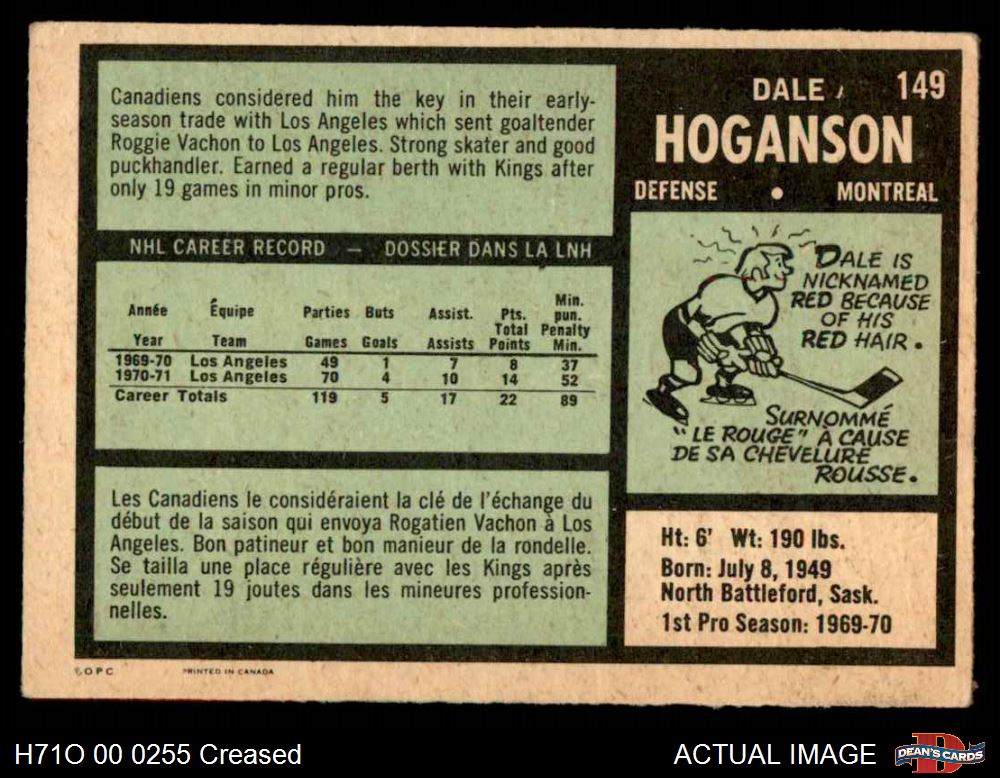 Canadiens considered him the key in their early-
season trade with Los Angeles which sent goaltender
Roggie Vachon to Los Angeles. Strong skater and good
puckhandler. Earned a regular berth with Kings after
only 19 games in minor pros.
DALE 149
HOGANSON
DEFENSE • MONTREAL
NHL CAREER RECORD — DOSSIER DANS LA LNH
Année Équipe Parties Buts Assist. Pts. Min. pun.
Year Team Games Goals Assists Total Points Penalty Min.
1969-70 Los Angeles 49 1 7 8 37
1970-71 Los Angeles 70 4 10 14 52
Career Totals 119 5 17 22 89
DALE IS
NICKNAMED
RED BECAUSE
OF HIS
RED HAIR.
SURNOMMÉ
"LE ROUGE" À CAUSE
DE SA CHEVELURE
ROUSSE.
Les Canadiens le considéraient la clé de l'échange du
début de la saison qui envoya Rogatien Vachon à Los
Angeles. Bon patineur et bon manieur de la rondelle.
Se tailla une place régulière avec les Kings après
seulement 19 joutes dans les mineures profession-
nelles.
Ht: 6' Wt: 190 lbs.
Born: July 8, 1949
North Battleford, Sask.
1st Pro Season: 1969-70
©OPC PRINTED IN CANADA
H71O 00 0255 Creased
ACTUAL IMAGE
DEAN'S CARDS